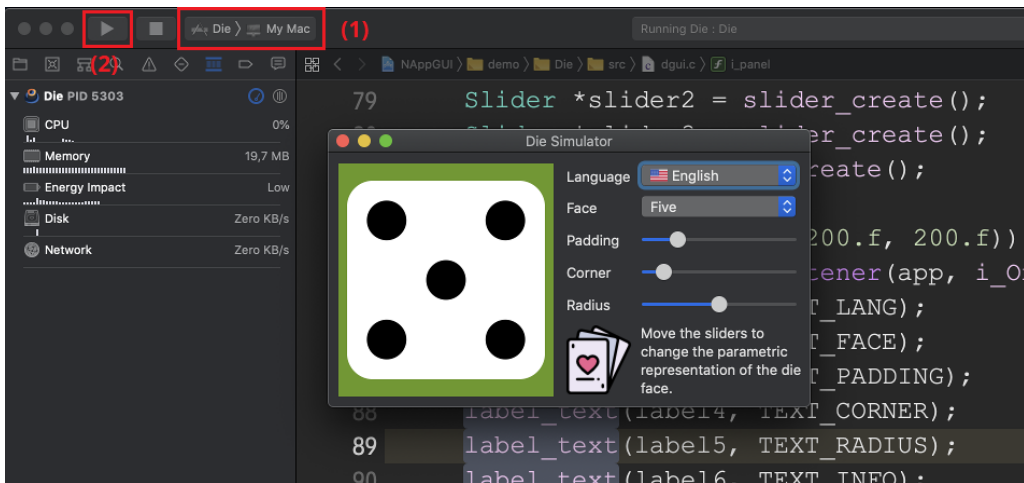 Die 〉 My Mac
(1)
Running Die : Die
(2)
NAppGUI 〉 demo 〉 Die 〉 src 〉 dgui.c 〉 i_panel
Die PID 5303
CPU 0%
Memory 19,7 MB
Energy Impact Low
Disk Zero KB/s
Network Zero KB/s
79 Slider *slider2 = slider_create();
der_create();
reate();
200.f, 200.f))
tener(app, i_O
T_LANG);
T_FACE);
T_PADDING);
88 label_text(label4, TEXT_CORNER);
89 label_text(label5, TEXT_RADIUS);
90 label_text(label6, TEXT_INFO);
Die Simulator
Language English
Face Five
Padding
Corner
Radius
Move the sliders to
change the parametric
representation of the die
face.